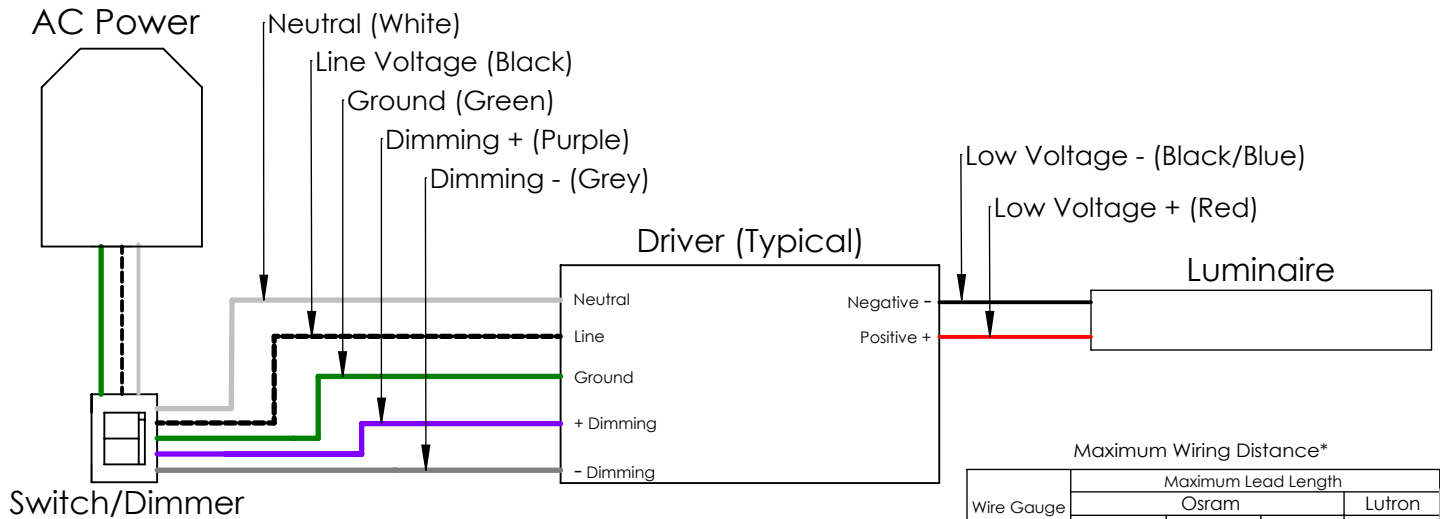 AC Power
Neutral (White)
Line Voltage (Black)
Ground (Green)
Dimming + (Purple)
Dimming - (Grey)
Low Voltage - (Black/Blue)
Low Voltage + (Red)
Driver (Typical)
Luminaire
Neutral
Line
Ground
+ Dimming
- Dimming
Negative -
Positive +
Switch/Dimmer
Maximum Wiring Distance*
Maximum Lead Length
Wire Gauge
Osram
Lutron